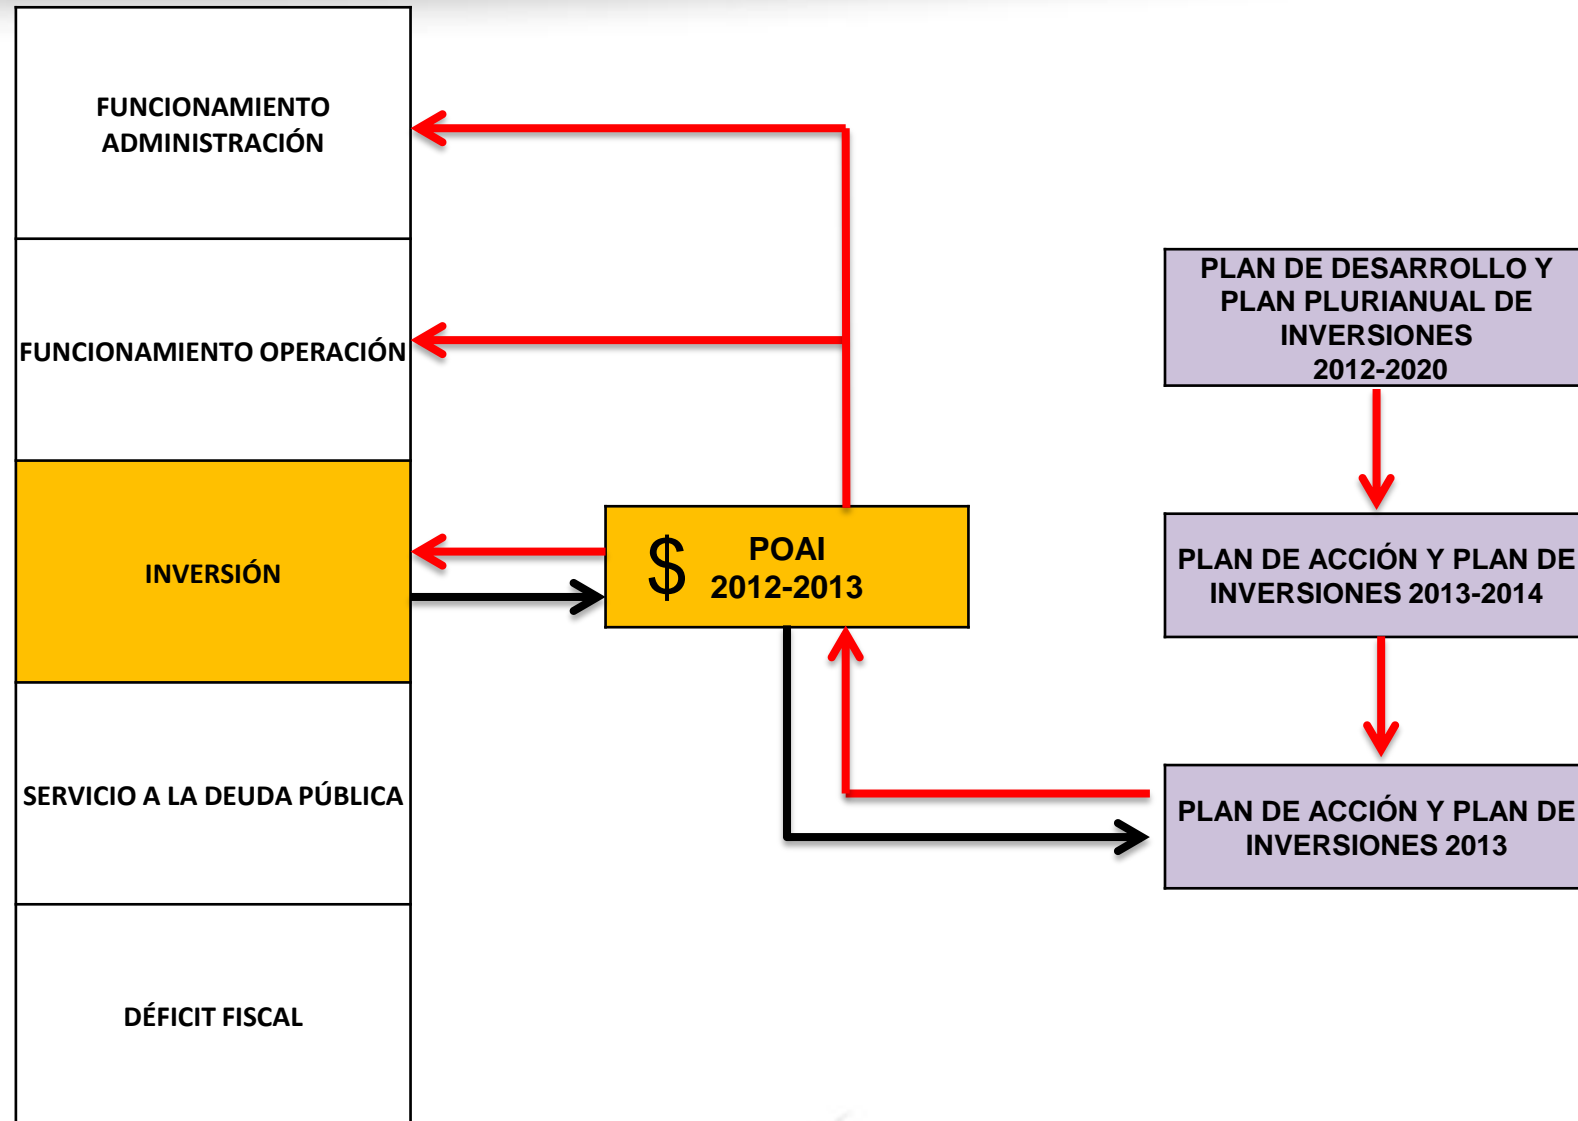 FUNCIONAMIENTO
ADMINISTRACIÓN
FUNCIONAMIENTO OPERACIÓN
INVERSIÓN
SERVICIO A LA DEUDA PÚBLICA
DÉFICIT FISCAL
$
POAI
2012-2013
PLAN DE DESARROLLO Y
PLAN PLURIANUAL DE
INVERSIONES
2012-2020
PLAN DE ACCIÓN Y PLAN DE
INVERSIONES 2013-2014
PLAN DE ACCIÓN Y PLAN DE
INVERSIONES 2013